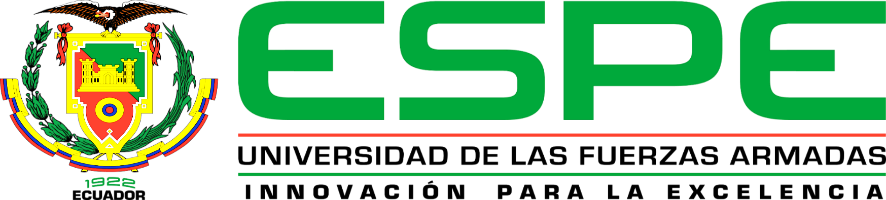 1922
ECUADOR
ESPE
UNIVERSIDAD DE LAS FUERZAS ARMADAS
INNOVACIÓN PARA LA EXCELENCIA